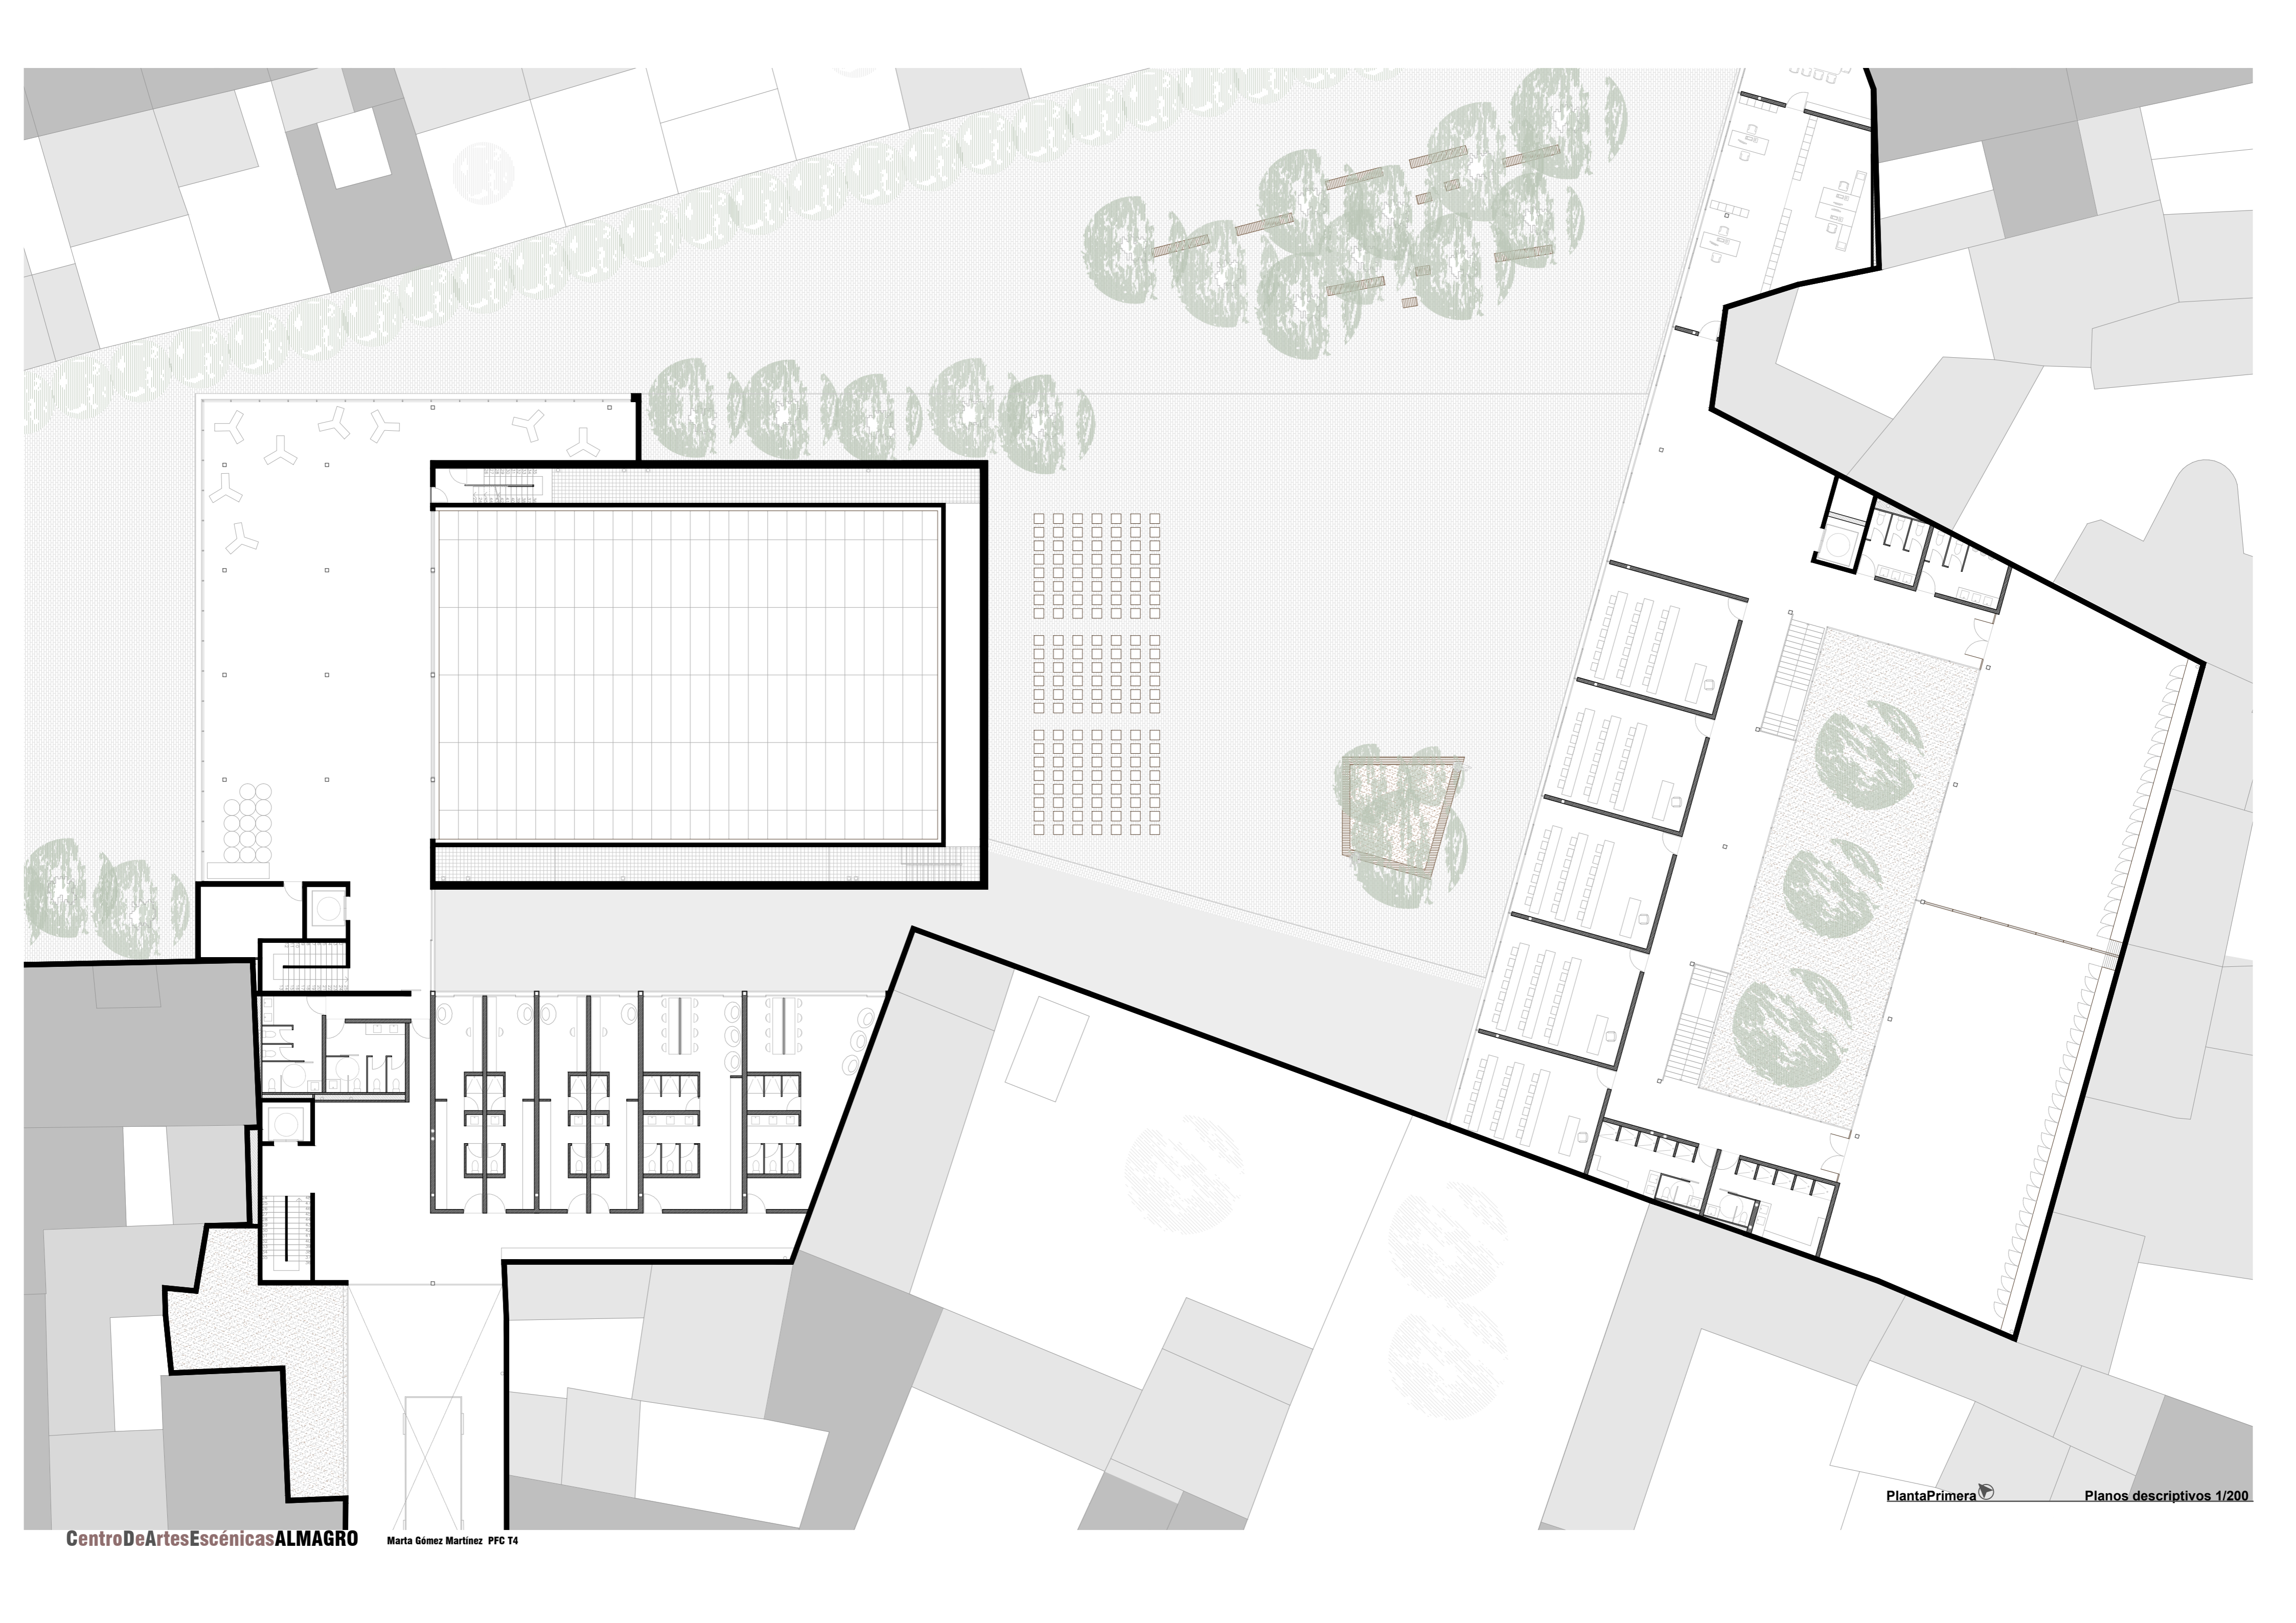 PlantaPrimera
Planos descriptivos 1/200
CentroDeArtesEscénicasALMAGRO
Marta Gómez Martínez PFC T4